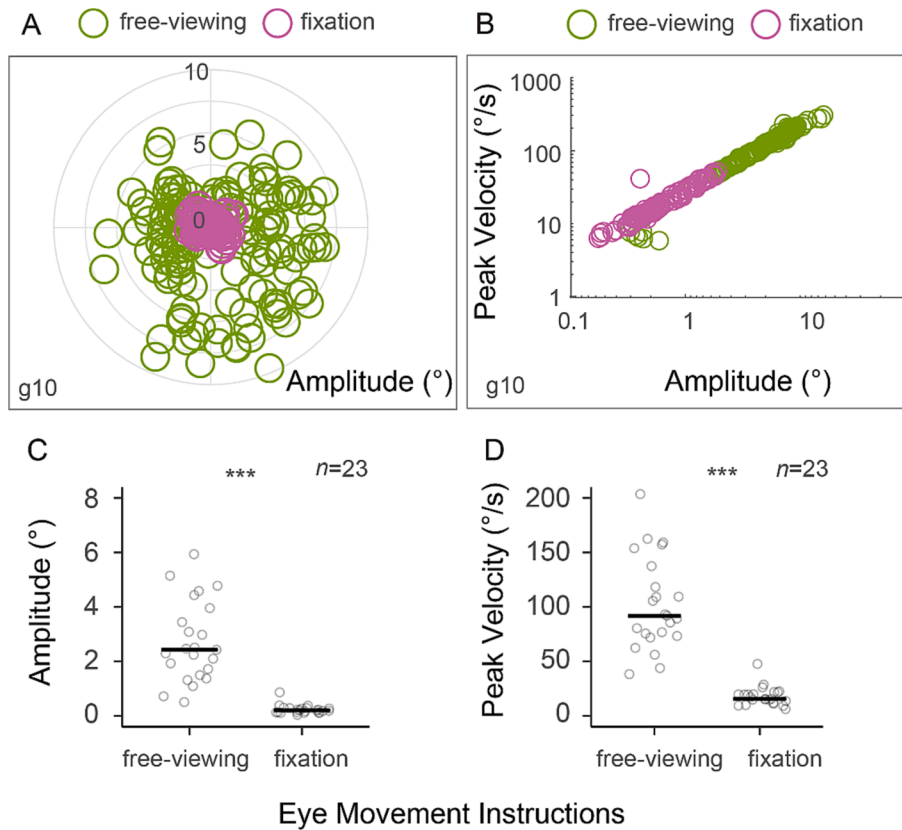 A
free-viewing fixation
10
5
0
Amplitude (°)
g10
B
free-viewing fixation
Peak Velocity (°/s)
1000
100
10
1
0.1 1 10
g10
Amplitude (°)
C
*** n=23
Amplitude (°)
8
6
4
2
0
free-viewing fixation
D
*** n=23
Peak Velocity (°/s)
200
150
100
50
0
free-viewing fixation
Eye Movement Instructions